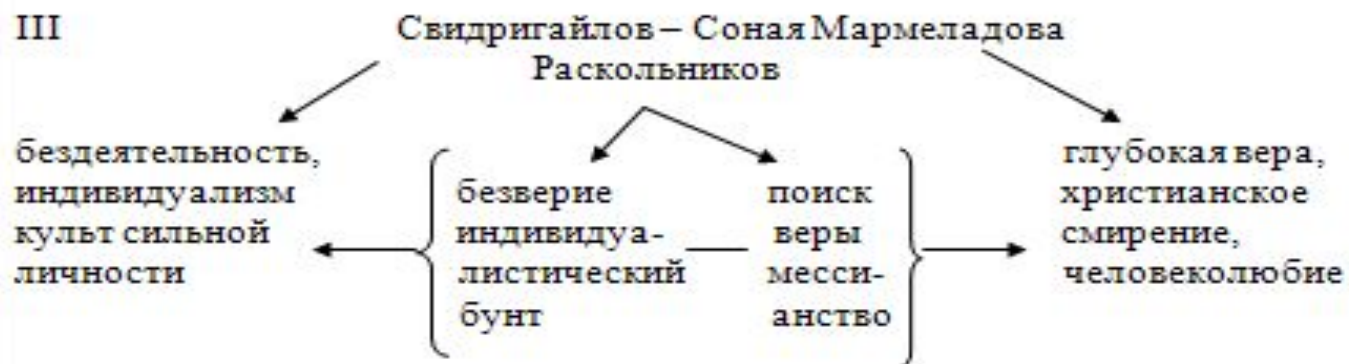 III Свидригайлов – Соная Мармеладова
Раскольников
бездеятельность,
индивидуализм
культ сильной
личности
безверие
индивидуа-
листический
бунт
поиск
веры
месси-
анство
глубокая вера,
христианское
смирение,
человеколюбие